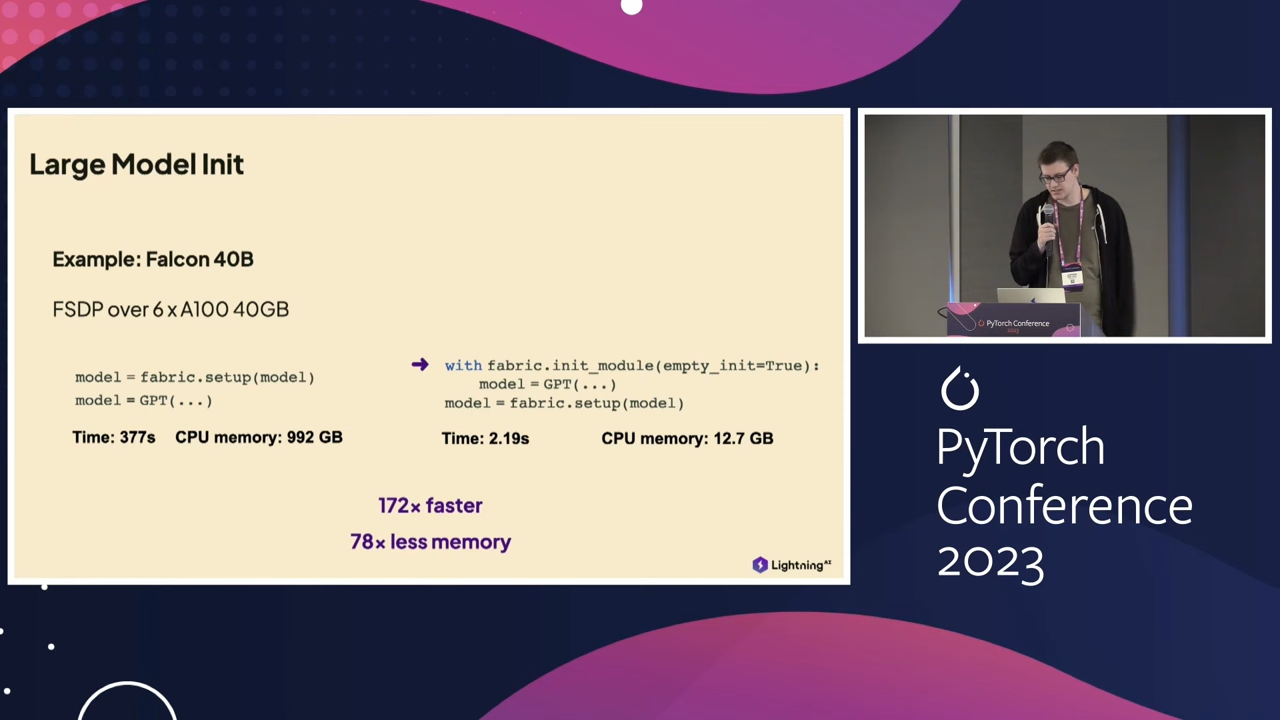 Large Model Init
Example: Falcon 40B
FSDP over 6 x A100 40GB
model = fabric.setup(model)
model = GPT(...)
Time: 377s CPU memory: 992 GB
➜ with fabric.init_module(empty_init=True):
model = GPT(...)
model = fabric.setup(model)
Time: 2.19s CPU memory: 12.7 GB
172× faster
78× less memory
Lightning AI
PyTorch Conference
2023
PyTorch
Conference
2023